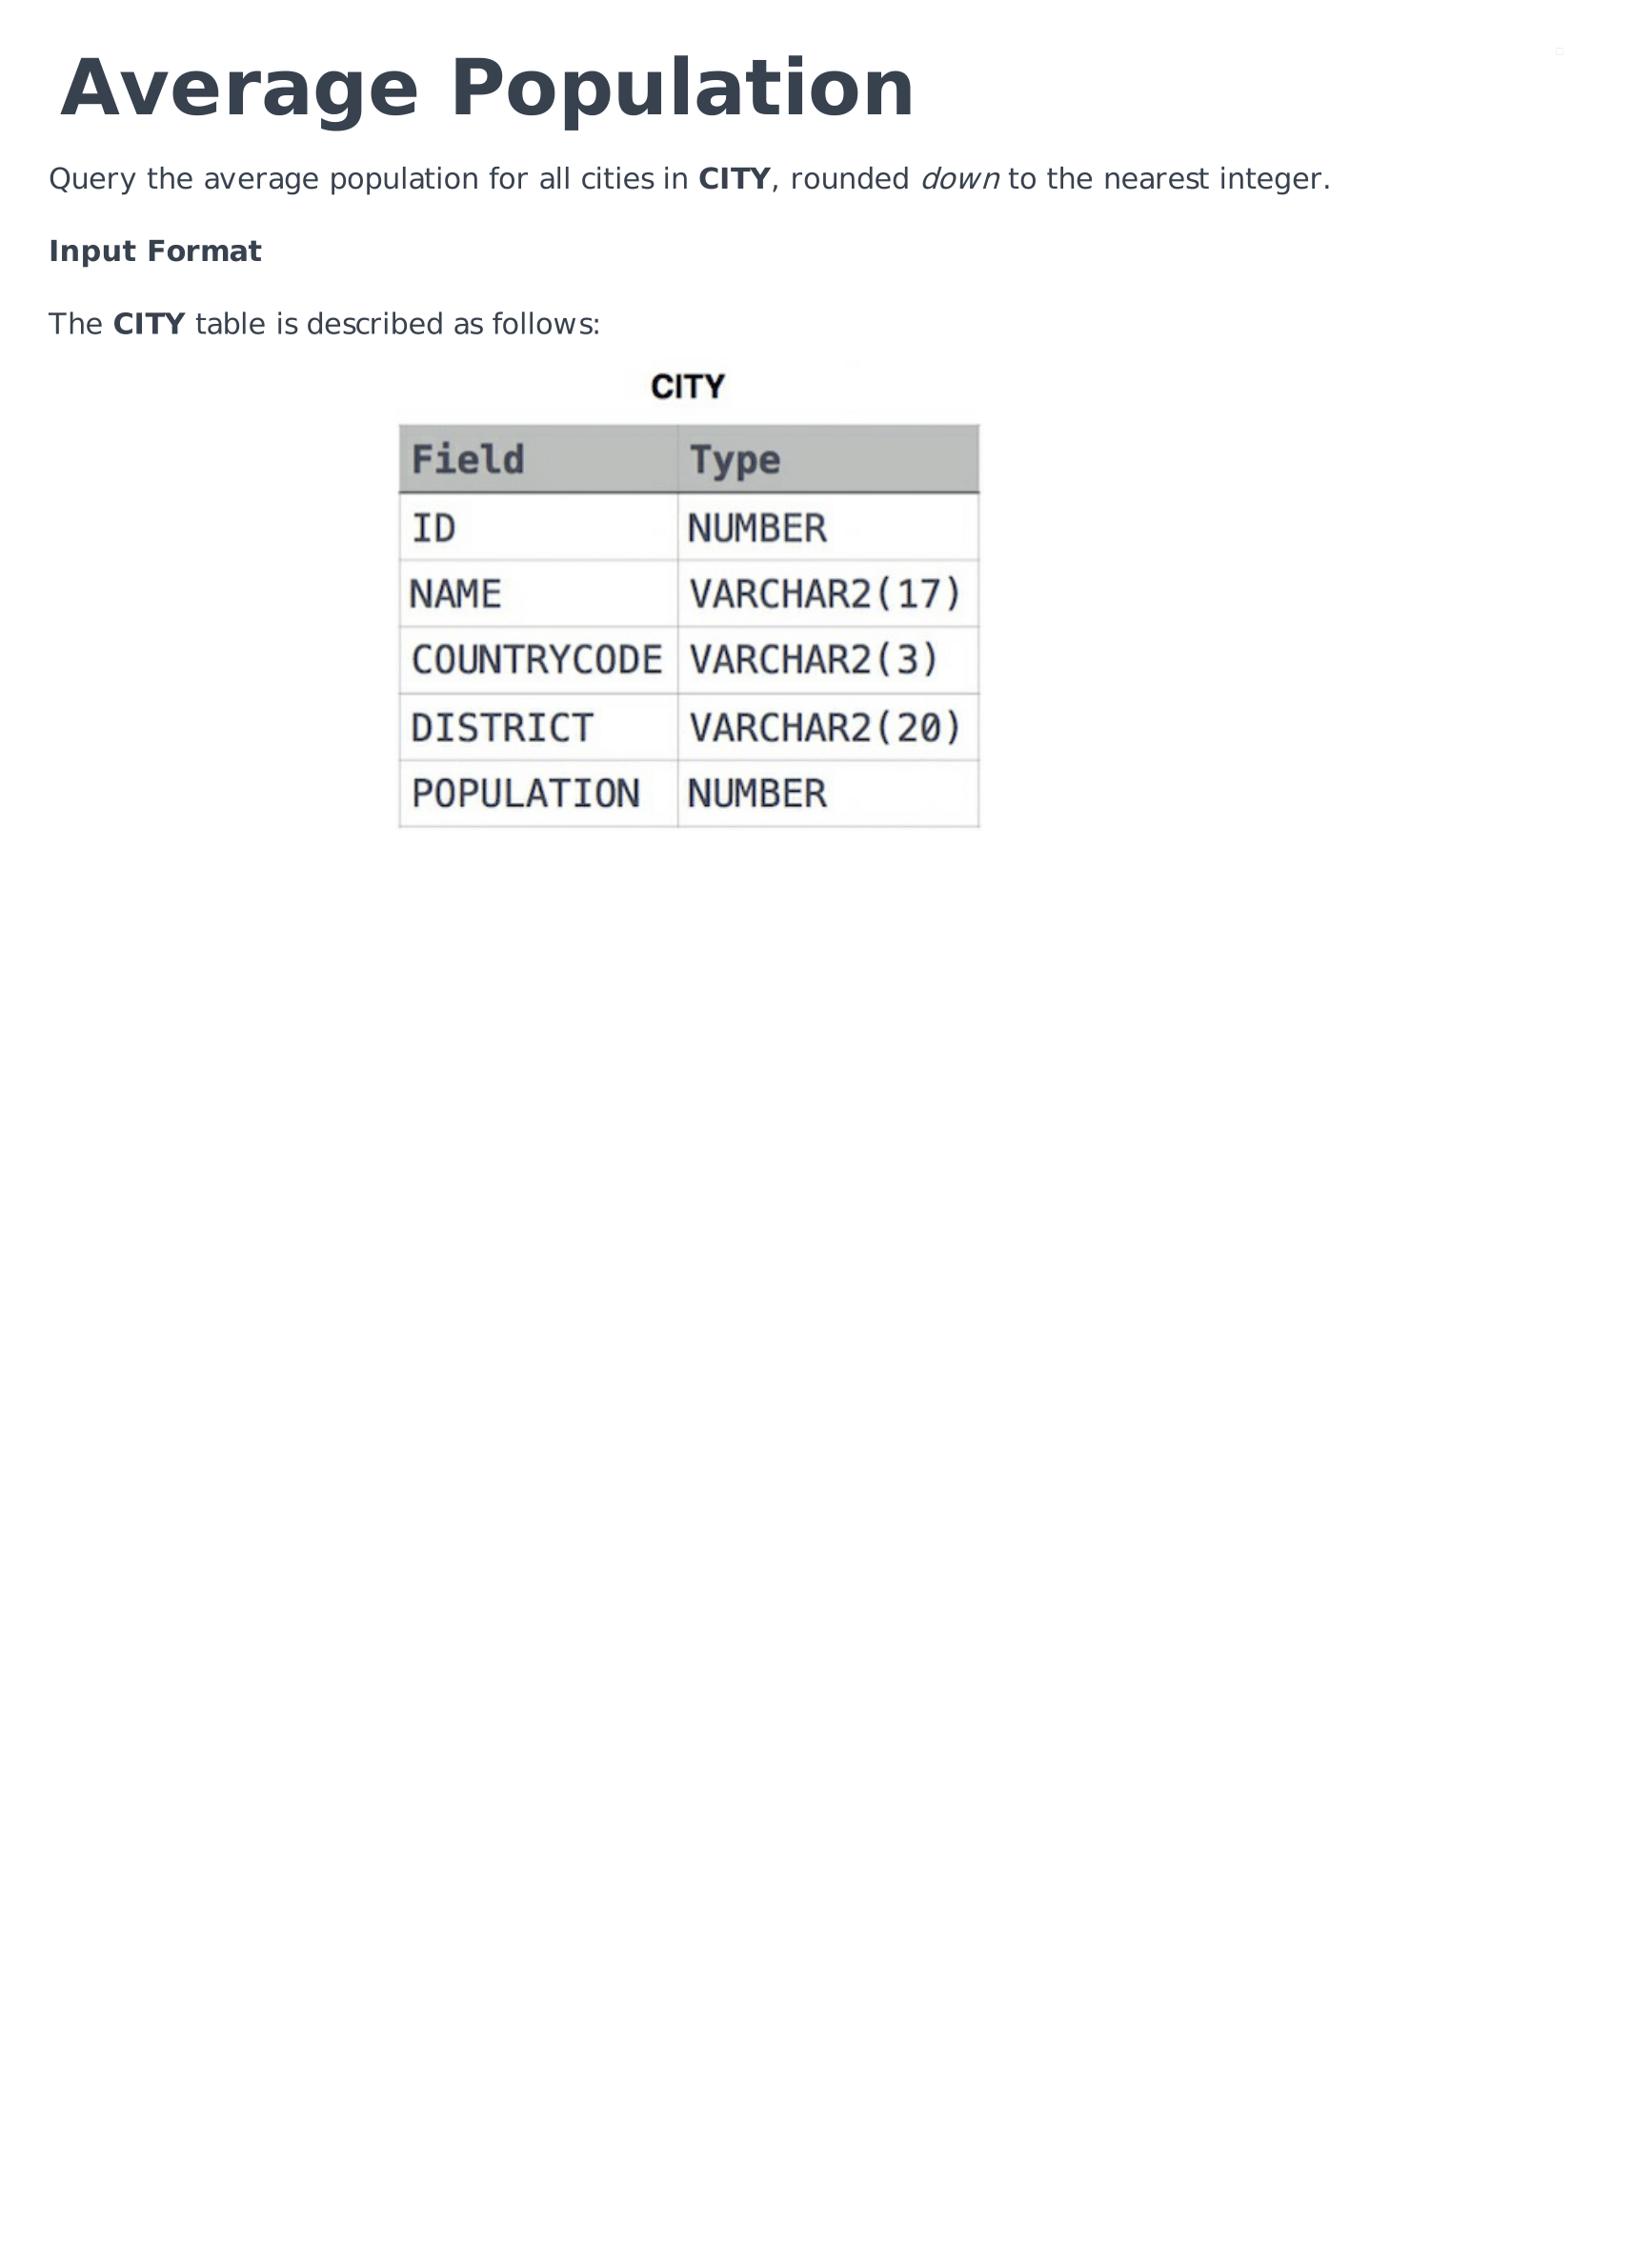 Average Population
Query the average population for all cities in CITY, rounded down to the nearest integer.
Input Format
The CITY table is described as follows:
CITY
Field Type
ID NUMBER
NAME VARCHAR2(17)
COUNTRYCODE VARCHAR2(3)
DISTRICT VARCHAR2(20)
POPULATION NUMBER